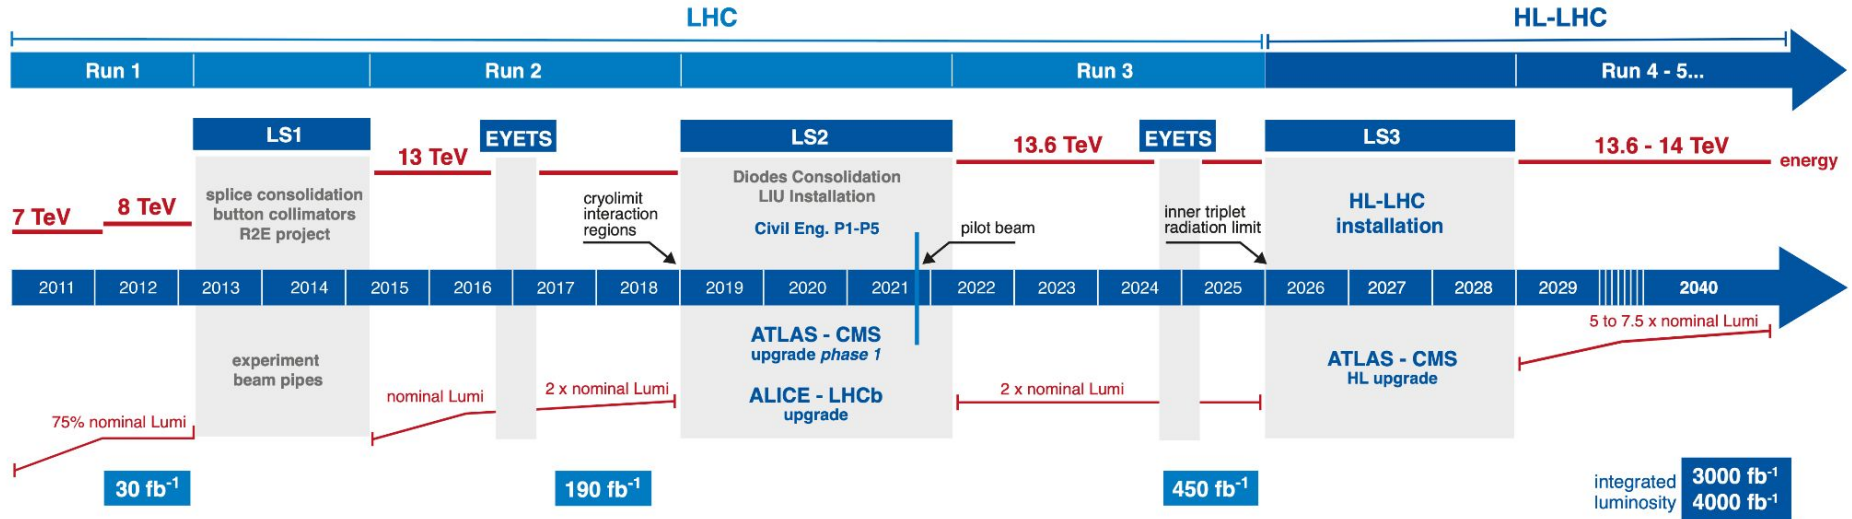 LHC
HL-LHC
Run 1
Run 2
Run 3
Run 4 - 5...
LS1
EYETS
LS2
EYETS
LS3
7 TeV
8 TeV
13 TeV
13.6 TeV
13.6 - 14 TeV
energy
splice consolidation
button collimators
R2E project
cryolimit
interaction
regions
Diodes Consolidation
LIU Installation
Civil Eng. P1-P5
pilot beam
inner triplet
radiation limit
HL-LHC
installation
2011
2012
2013
2014
2015
2016
2017
2018
2019
2020
2021
2022
2023
2024
2025
2026
2027
2028
2029
2040
experiment
beam pipes
ATLAS - CMS
upgrade phase 1
ALICE - LHCb
upgrade
ATLAS - CMS
HL upgrade
75% nominal Lumi
nominal Lumi
2 x nominal Lumi
2 x nominal Lumi
5 to 7.5 x nominal Lumi
30 fb⁻¹
190 fb⁻¹
450 fb⁻¹
integrated
luminosity
3000 fb⁻¹
4000 fb⁻¹